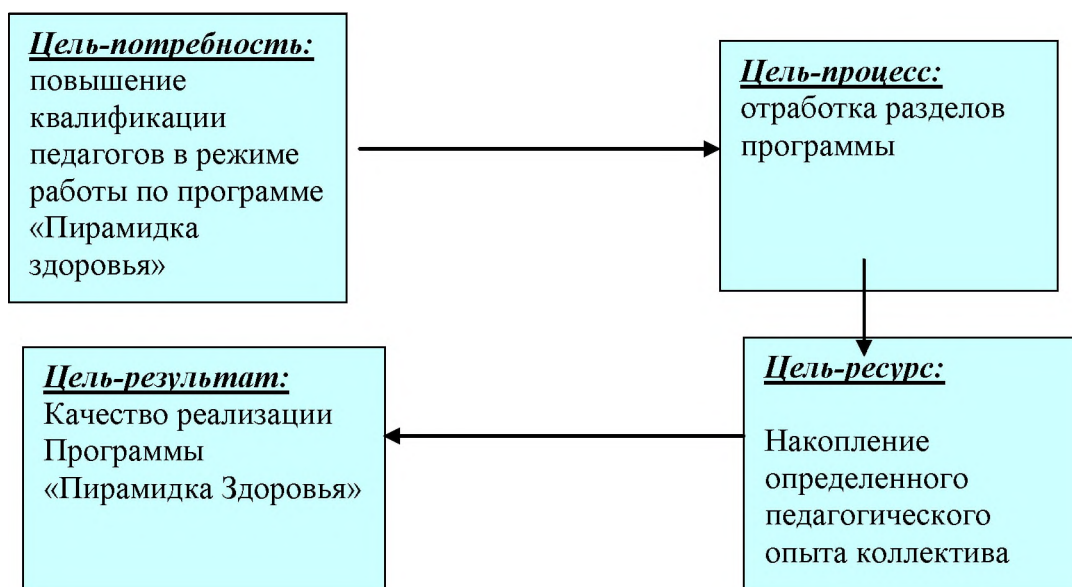 Цель-потребность:
повышение
квалификации
педагогов в режиме
работы по программе
«Пирамидка
здоровья»
Цель-процесс:
отработка разделов
программы
Цель-ресурс:
Накопление
определенного
педагогического
опыта коллектива
Цель-результат:
Качество реализации
Программы
«Пирамидка Здоровья»